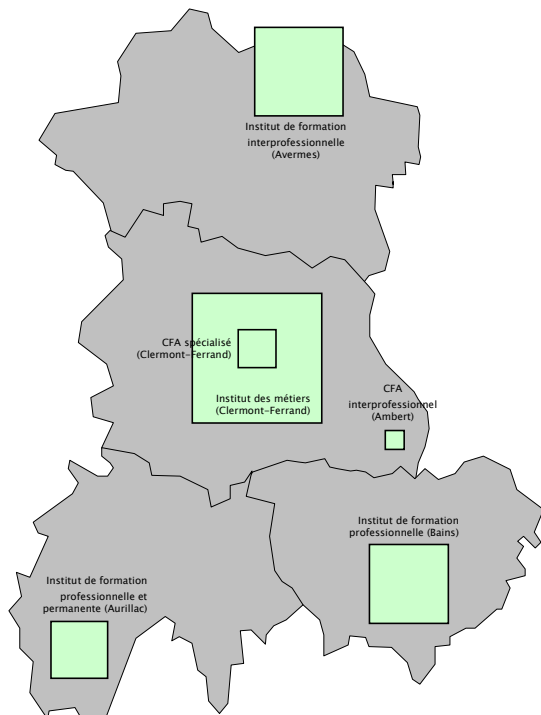 Institut de formation
interprofessionnelle
(Avermes)
CFA spécialisé
(Clermont-Ferrand)
Institut des métiers
(Clermont-Ferrand)
CFA
interprofessionnel
(Ambert)
Institut de formation
professionnelle (Bains)
Institut de formation
professionnelle et
permanente (Aurillac)